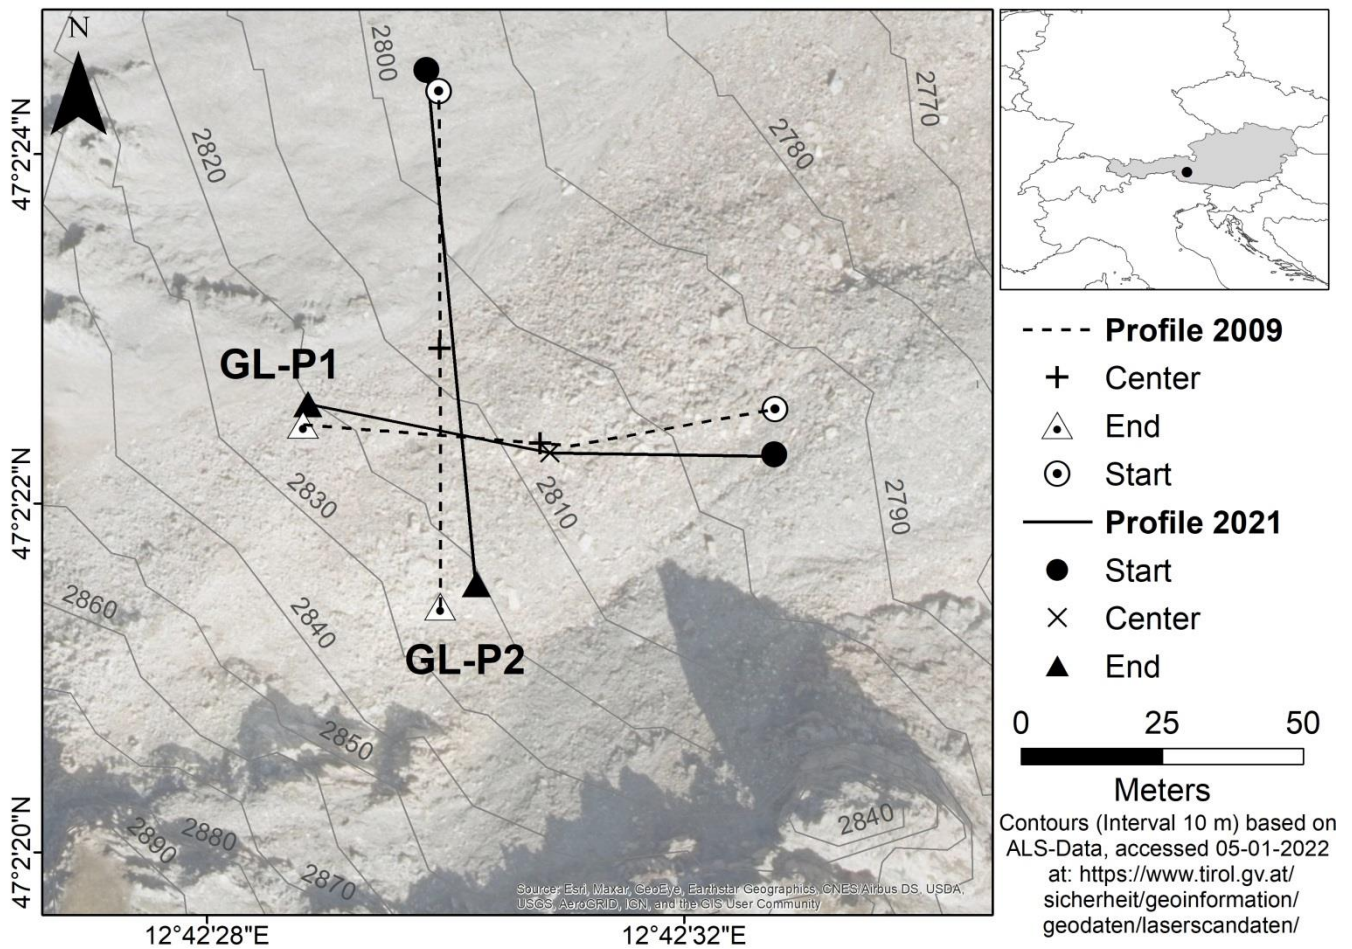 N
2800
2770
2780
2820
47°2'24"N
GL-P1
47°2'22"N
2830
2810
2790
2860
2840
GL-P2
2850
2840
2890
2880
2870
47°2'20"N
Source: Esri, Maxar, GeoEye, Earthstar Geographics, CNES/Airbus DS, USDA,
USGS, AeroGRID, IGN, and the GIS User Community
12°42'28"E
12°42'32"E
Profile 2009
Center
End
Start
Profile 2021
Start
Center
End
0 25 50
Meters
Contours (Interval 10 m) based on
ALS-Data, accessed 05-01-2022
at: https://www.tirol.gv.at/
sicherheit/geoinformation/
geodaten/laserscandaten/